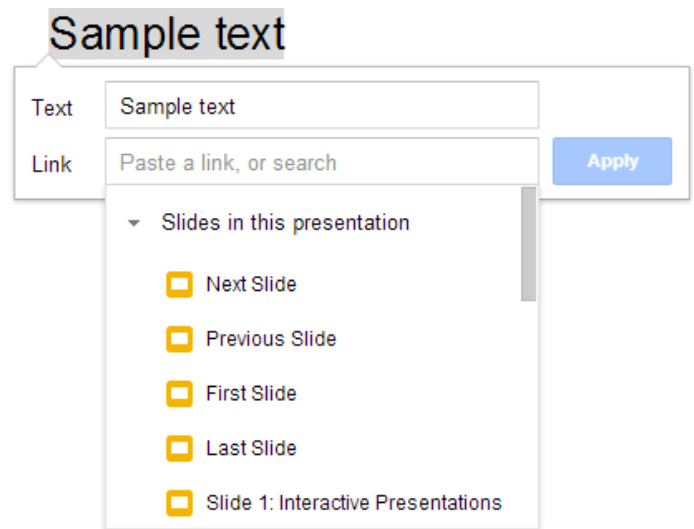 Sample text
Text Sample text
Link Paste a link, or search Apply
Slides in this presentation
Next Slide
Previous Slide
First Slide
Last Slide
Slide 1: Interactive Presentations